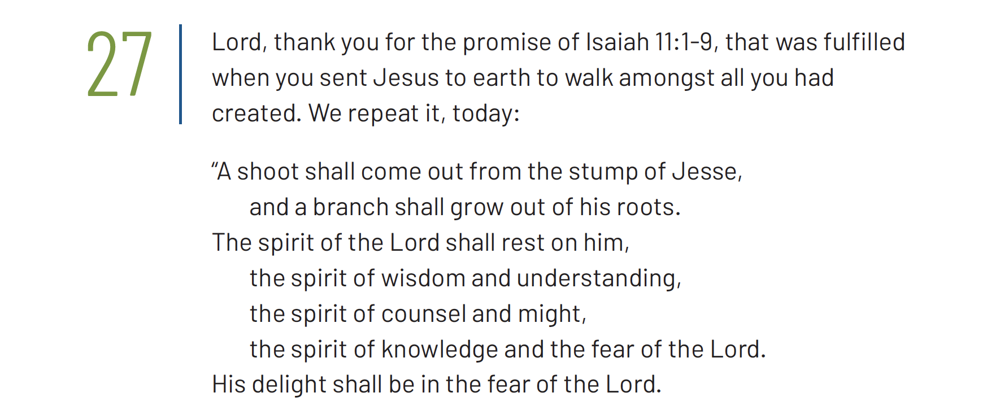 27
Lord, thank you for the promise of Isaiah 11:1-9, that was fulfilled
when you sent Jesus to earth to walk amongst all you had
created. We repeat it, today:
“A shoot shall come out from the stump of Jesse,
and a branch shall grow out of his roots.
The spirit of the Lord shall rest on him,
the spirit of wisdom and understanding,
the spirit of counsel and might,
the spirit of knowledge and the fear of the Lord.
His delight shall be in the fear of the Lord.